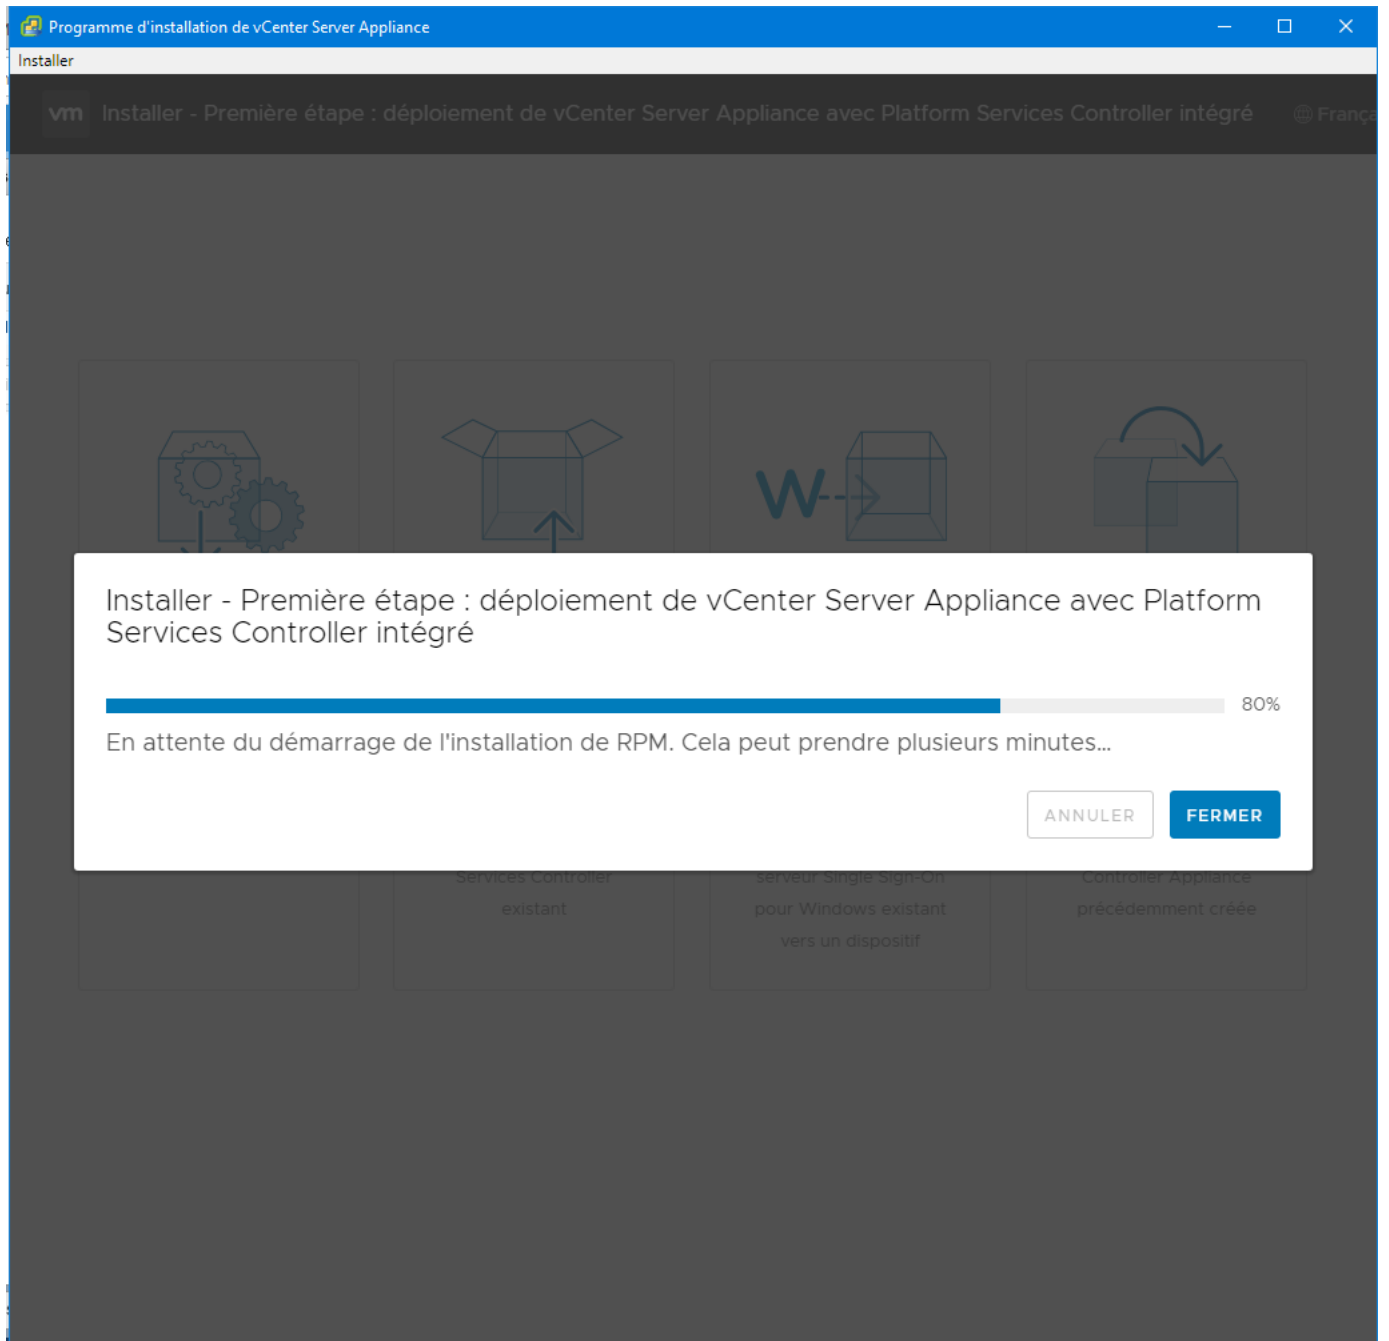 Programme d'installation de vCenter Server Appliance
Installer
vm Installer - Première étape : déploiement de vCenter Server Appliance avec Platform Services Controller intégré
Installer - Première étape : déploiement de vCenter Server Appliance avec Platform
Services Controller intégré
80%
En attente du démarrage de l'installation de RPM. Cela peut prendre plusieurs minutes...
ANNULER FERMER
Services Controller
existant
serveur Single Sign-On
pour Windows existant
vers un dispositif
Controller Appliance
précédemment créée